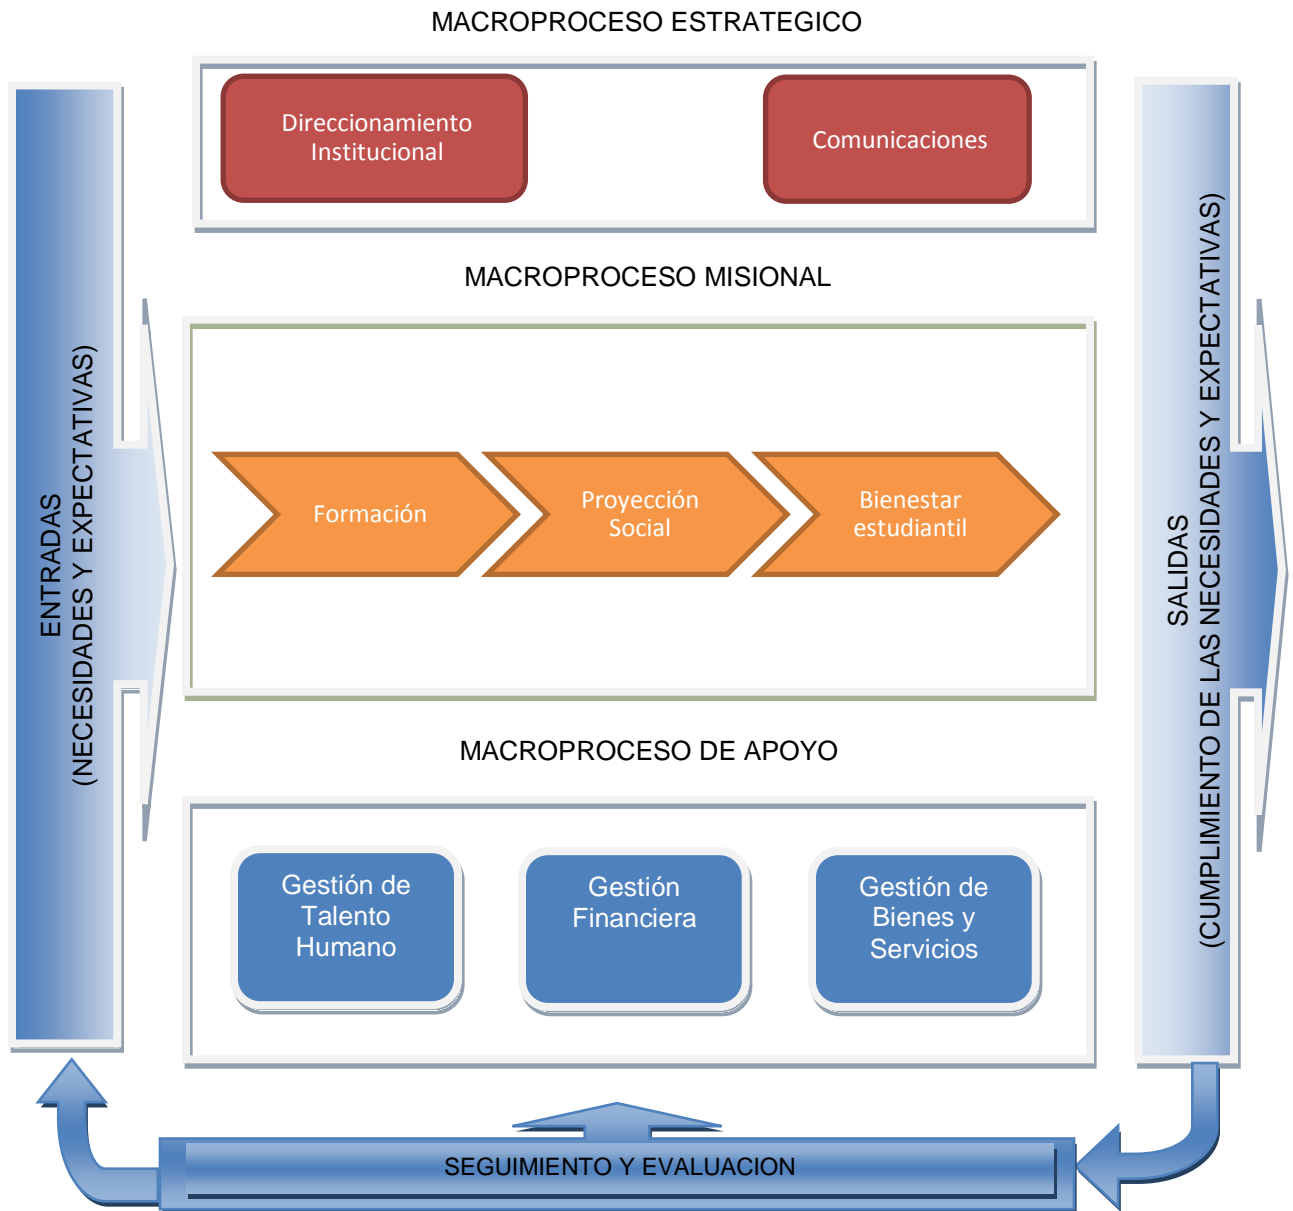 MACROPROCESO ESTRATEGICO
Direccionamiento
Institucional
Comunicaciones
ENTRADAS
(NECESIDADES Y EXPECTATIVAS)
MACROPROCESO MISIONAL
Formación
Proyección
Social
Bienestar
estudiantil
MACROPROCESO DE APOYO
Gestión de
Talento
Humano
Gestión
Financiera
Gestión de
Bienes y
Servicios
SALIDAS
(CUMPLIMIENTO DE LAS NECESIDADES Y EXPECTATIVAS)
SEGUIMIENTO Y EVALUACION